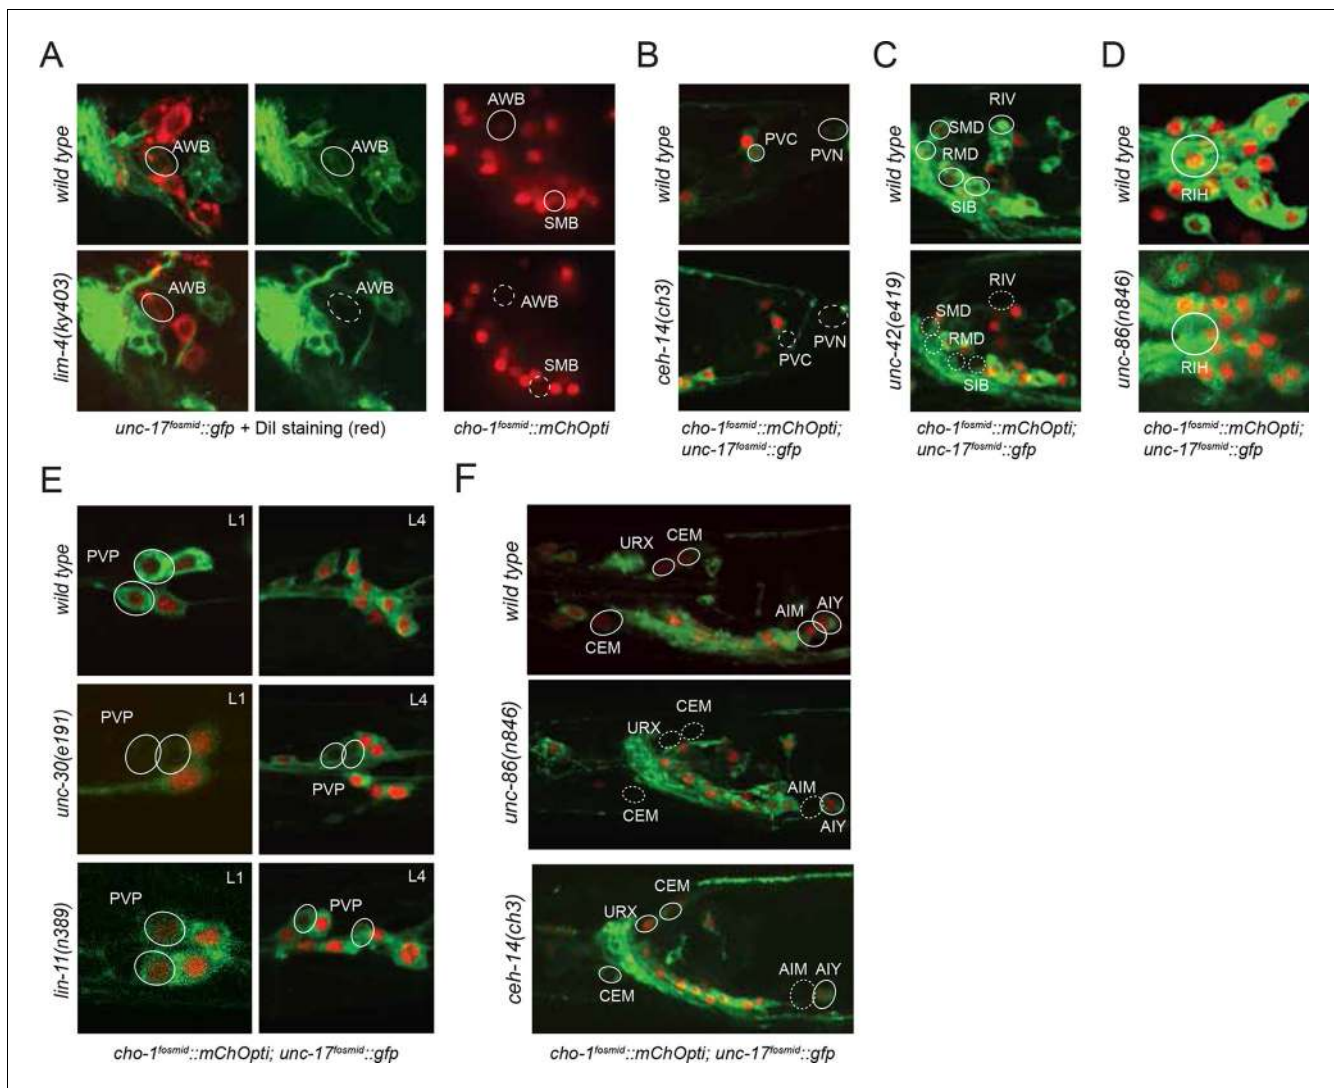 A
B
C
D
wild type
AWB
AWB
AWB
SMB
PVC
PVN
RIV
SMD
RMD
SIB
RIH
wild type
wild type
wild type
lim-4(ky403)
AWB
AWB
AWB
SMB
ceh-14(ch3)
PVC
PVN
unc-42(e419)
RIV
SMD
RMD
SIB
unc-86(n846)
RIH
unc-17fosmid::gfp + DiI staining (red)
cho-1fosmid::mChOpti
cho-1fosmid::mChOpti;
unc-17fosmid::gfp
cho-1fosmid::mChOpti;
unc-17fosmid::gfp
cho-1fosmid::mChOpti;
unc-17fosmid::gfp
E
wild type
L1
PVP
L4
unc-30(e191)
L1
PVP
L4
PVP
lin-11(n389)
L1
PVP
L4
PVP
cho-1fosmid::mChOpti; unc-17fosmid::gfp
F
wild type
URX
CEM
CEM
AIM
AIY
unc-86(n846)
URX
CEM
CEM
AIM
AIY
ceh-14(ch3)
CEM
URX
CEM
AIM
AIY
cho-1fosmid::mChOpti; unc-17fosmid::gfp